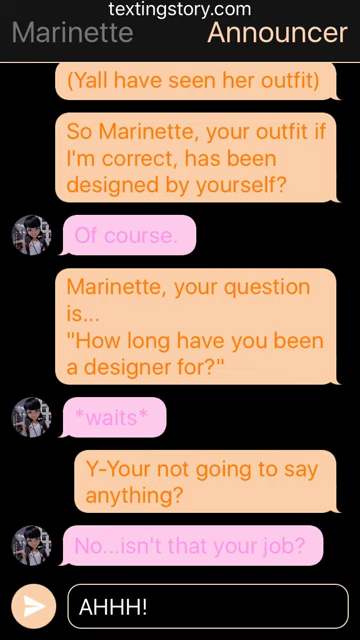 textingstory.com
Marinette Announcer
(Yall have seen her outfit)
So Marinette, your outfit if
I'm correct, has been
designed by yourself?
Of course.
Marinette, your question
is...
"How long have you been
a designer for?"
*waits*
Y-Your not going to say
anything?
No...isn't that your job?
AHHH!